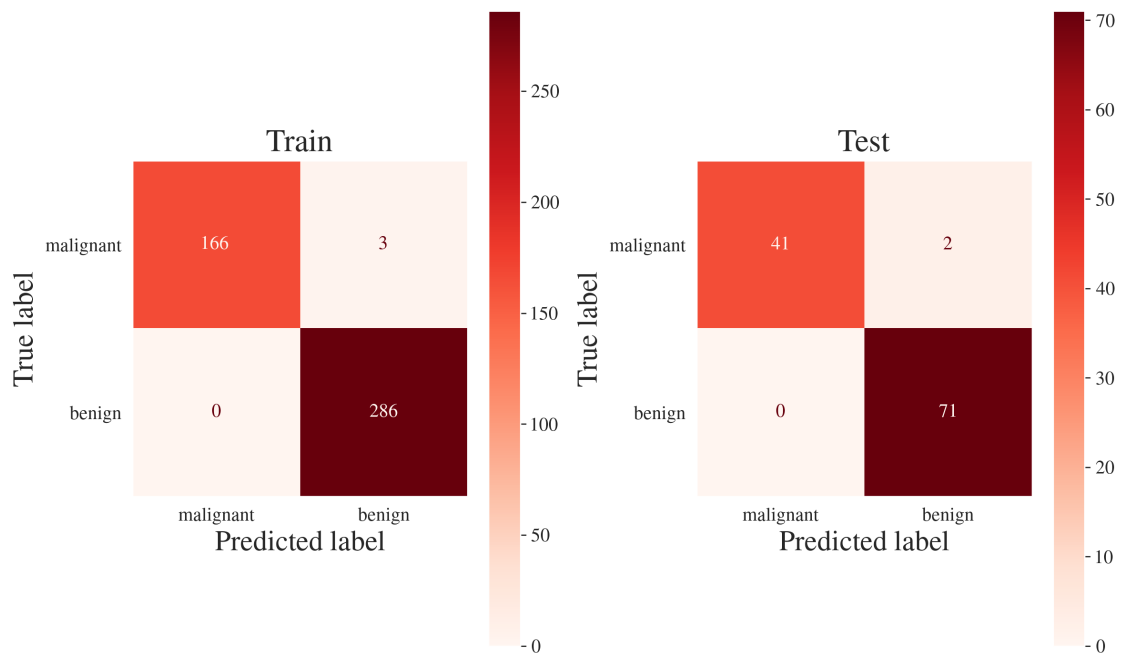 Train
True label
malignant
benign
166
3
0
286
malignant
benign
Predicted label
250
200
150
100
50
0
Test
True label
malignant
benign
41
2
0
71
malignant
benign
Predicted label
70
60
50
40
30
20
10
0